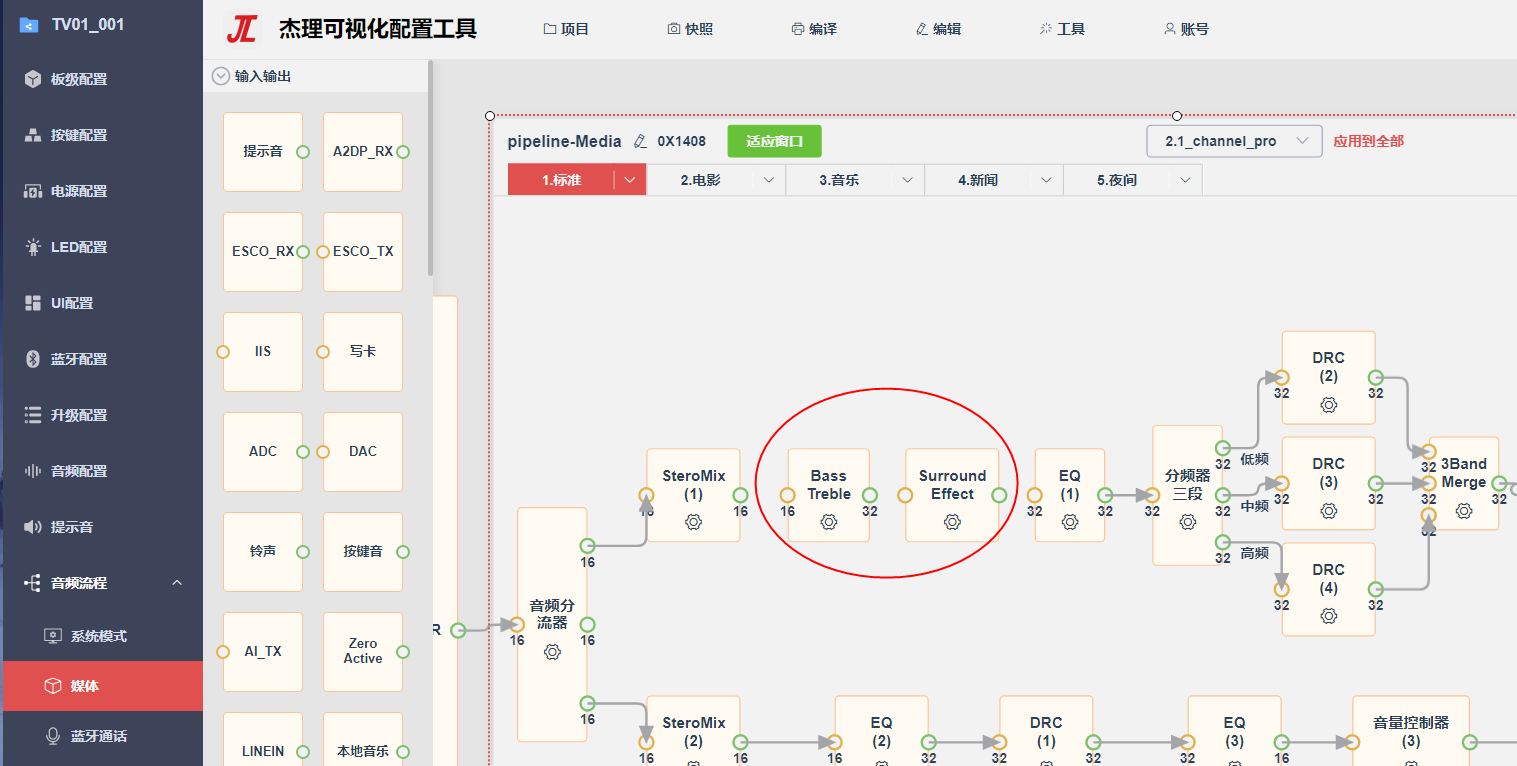 TV01_001
板级配置
按键配置
电源配置
LED配置
UI配置
蓝牙配置
升级配置
音频配置
提示音
音频流程
系统模式
媒体
蓝牙通话
JL 杰理可视化配置工具
项目 快照 编译 编辑 工具 账号
输入输出
提示音 A2DP_RX
ESCO_RX ESCO_TX
IIS 写卡
ADC DAC
铃声 按键音
AI_TX Zero
Active
LINEIN 本地音乐
pipeline-Media 0X1408 适应窗口 2.1_channel_pro 应用到全部
1.标准 2.电影 3.音乐 4.新闻 5.夜间
R
16 音频分
流器 16
16
16
SteroMix
(1)
16 16
Bass
Treble
16 32
Surround
Effect
EQ
(1)
32 32
32 分频器
三段 32 低频
32 中频
32 高频
DRC
(2)
32 32
DRC
(3)
32 32
DRC
(4)
32 32
32 3Band
32 Merge 32
32
SteroMix
(2)
16 16
EQ
(2)
16 32
DRC
(1)
32 32
EQ
(3)
32 16
音量控制器
(3)